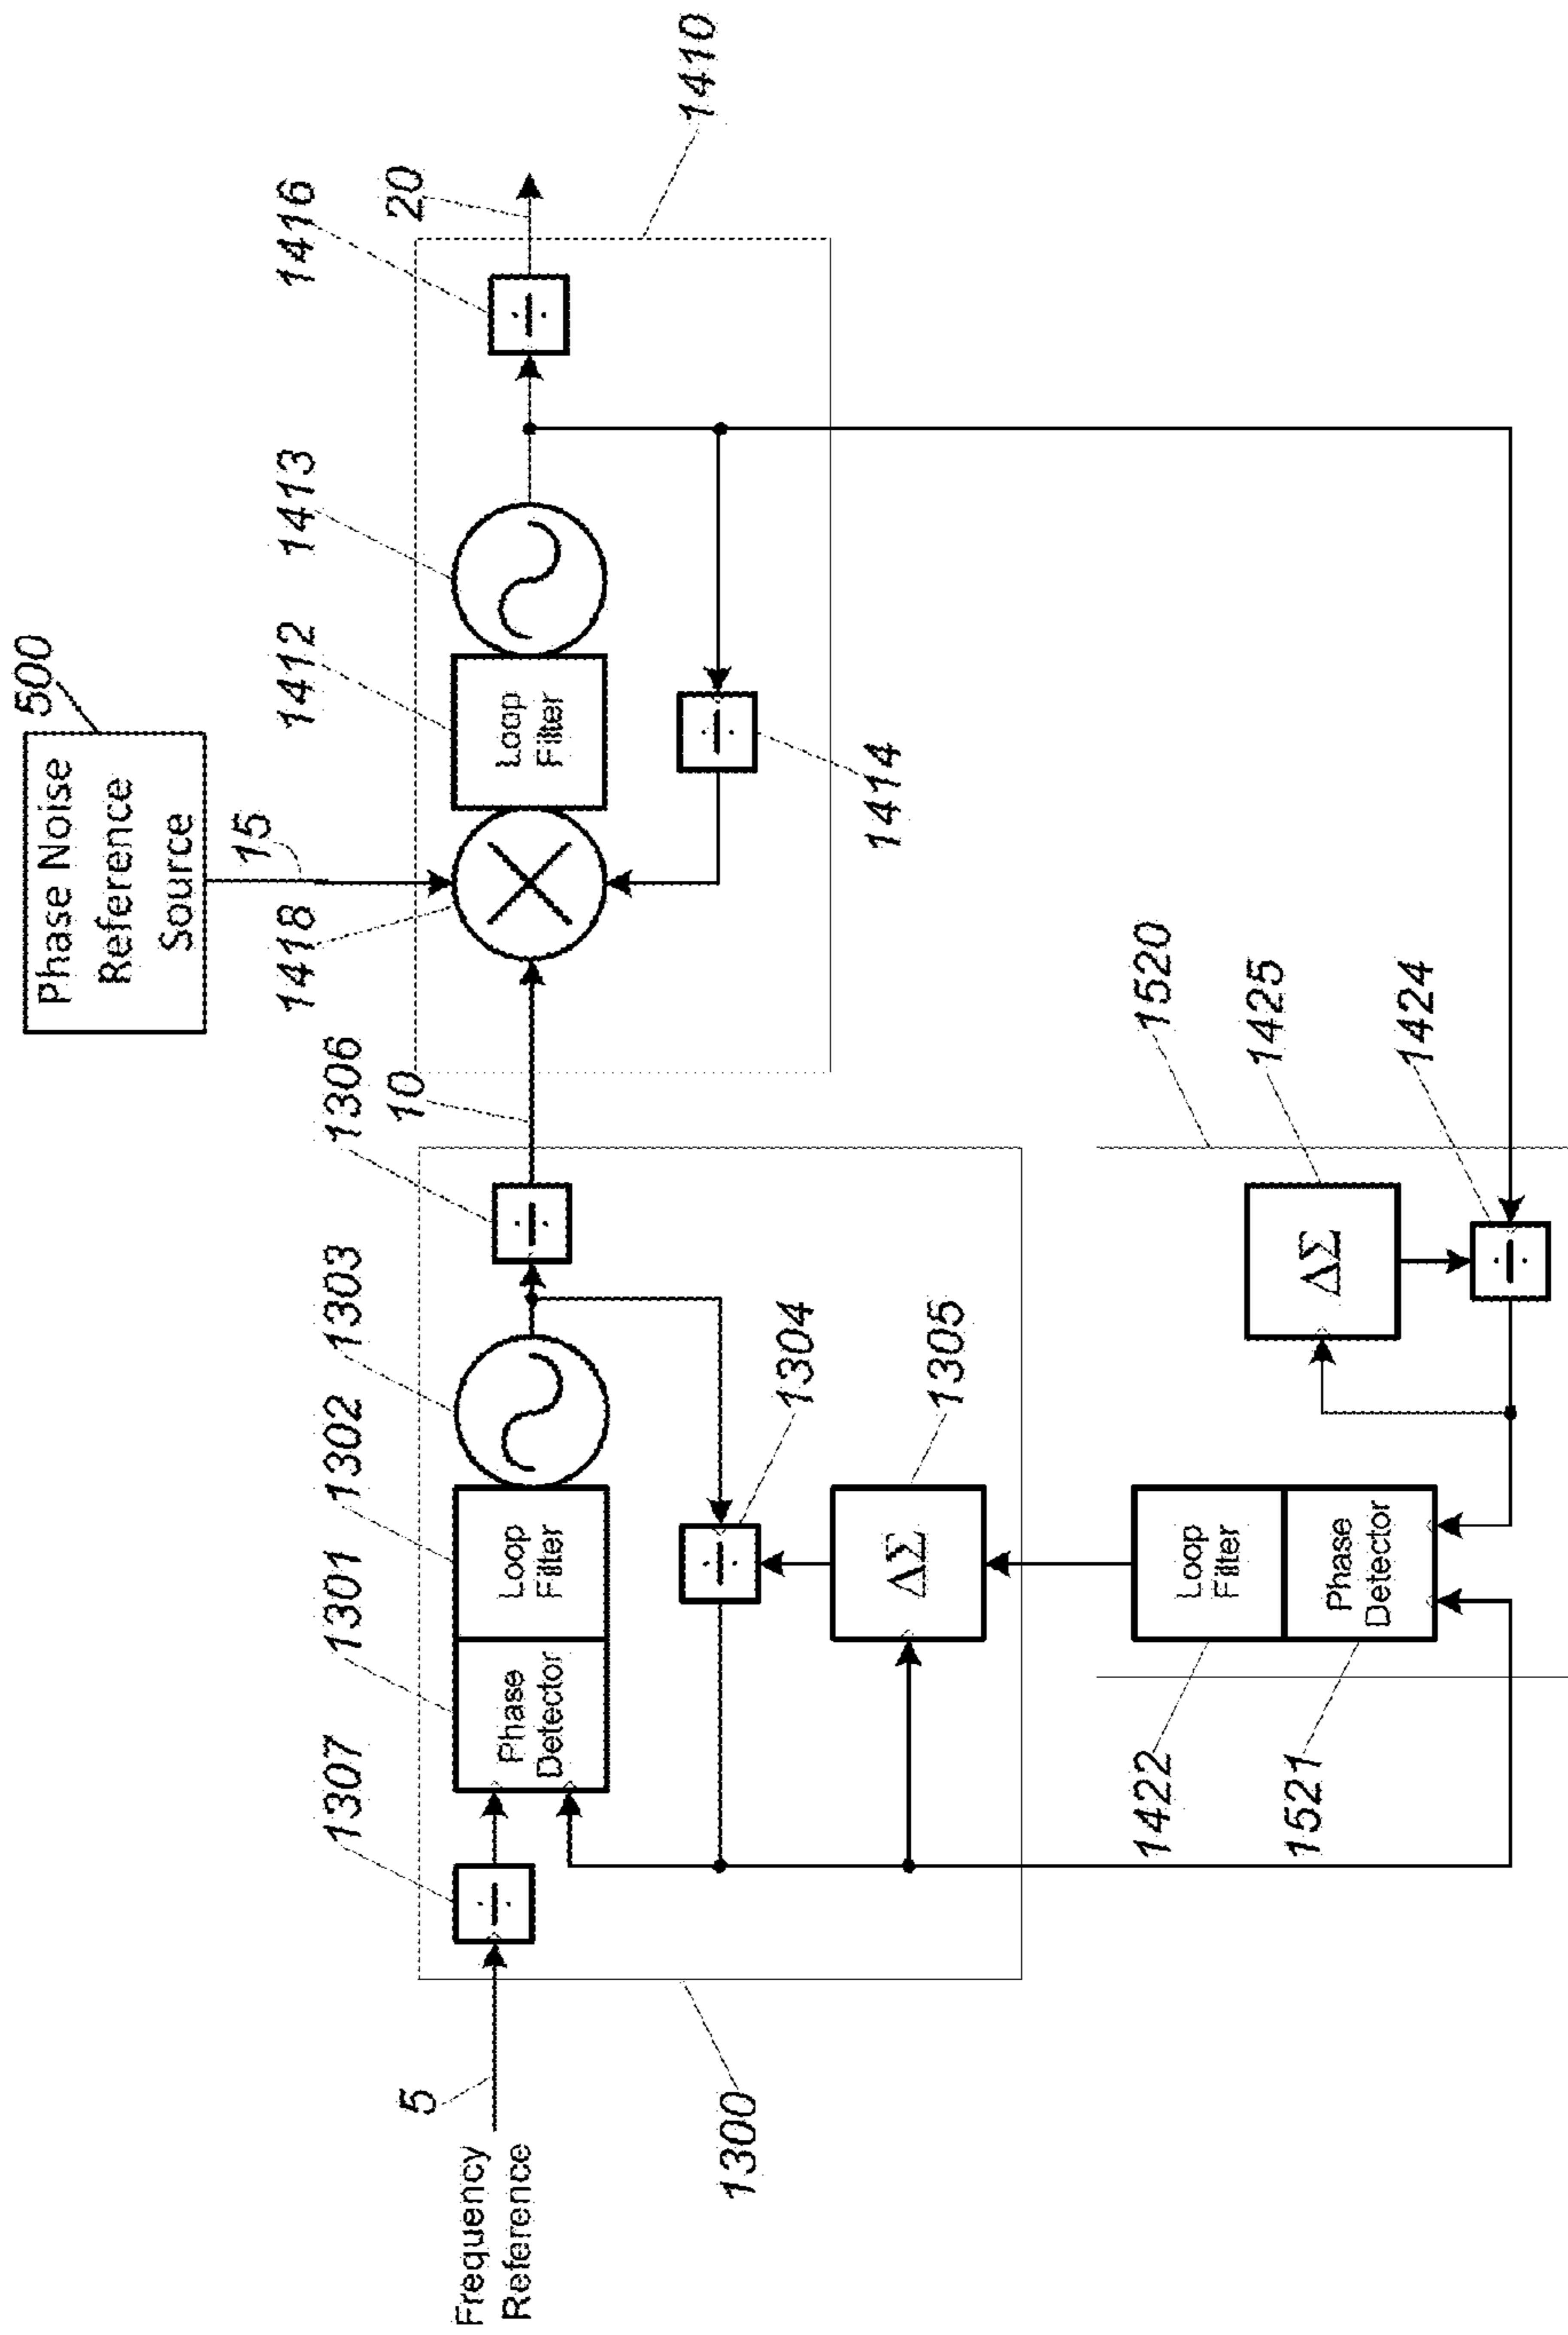 Phase Noise
Reference
Source
500
15
1418
1412
1413
1416
20
1410
Loop
Filter
1414
Frequency
Reference
5
1307
1301
1302
1303
1306
10
Phase
Detector
Loop
Filter
1304
ΔΣ
1305
1300
1520
1425
1424
ΔΣ
Loop
Filter
Phase
Detector
1422
1521